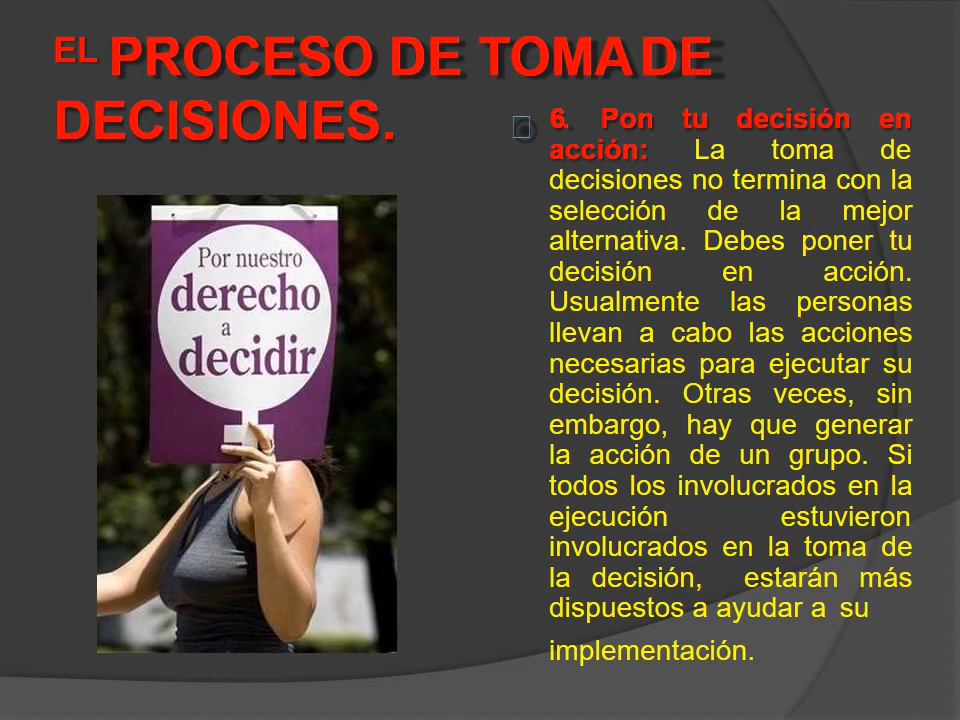 EL PROCESO DE TOMA DE
DECISIONES.
Por nuestro
derecho
a
decidir
6. Pon tu decisión en
acción: La toma de
decisiones no termina con la
selección de la mejor
alternativa. Debes poner tu
decisión en acción.
Usualmente las personas
llevan a cabo las acciones
necesarias para ejecutar su
decisión. Otras veces, sin
embargo, hay que generar
la acción de un grupo. Si
todos los involucrados en la
ejecución estuvieron
involucrados en la toma de
la decisión, estarán más
dispuestos a ayudar a su
implementación.